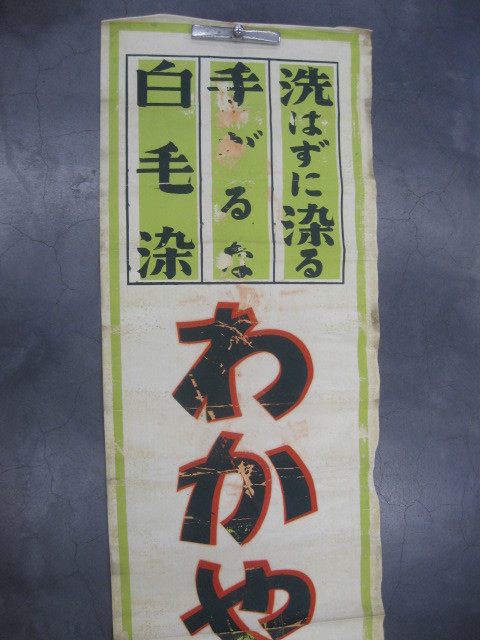 洗はずに染る
手がるな
白毛染
わかや